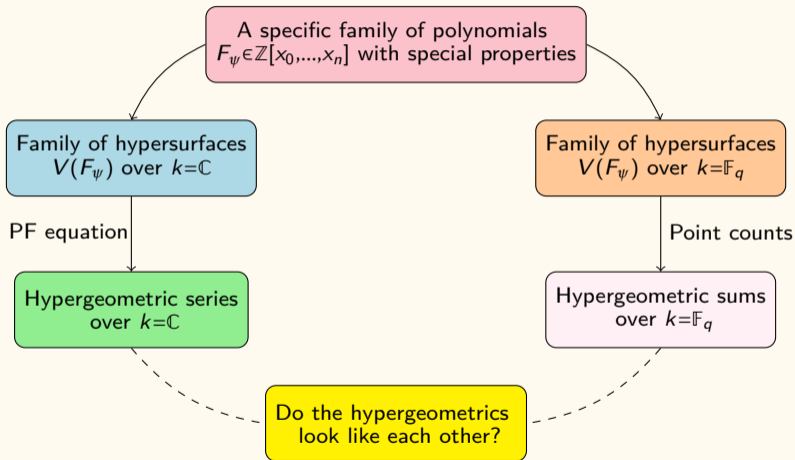 A specific family of polynomials
F_ψ∈ℤ[x_0,...,x_n] with special properties
Family of hypersurfaces
V(F_ψ) over k=ℂ
Family of hypersurfaces
V(F_ψ) over k=𝔽_q
PF equation
Point counts
Hypergeometric series
over k=ℂ
Hypergeometric sums
over k=𝔽_q
Do the hypergeometrics
look like each other?